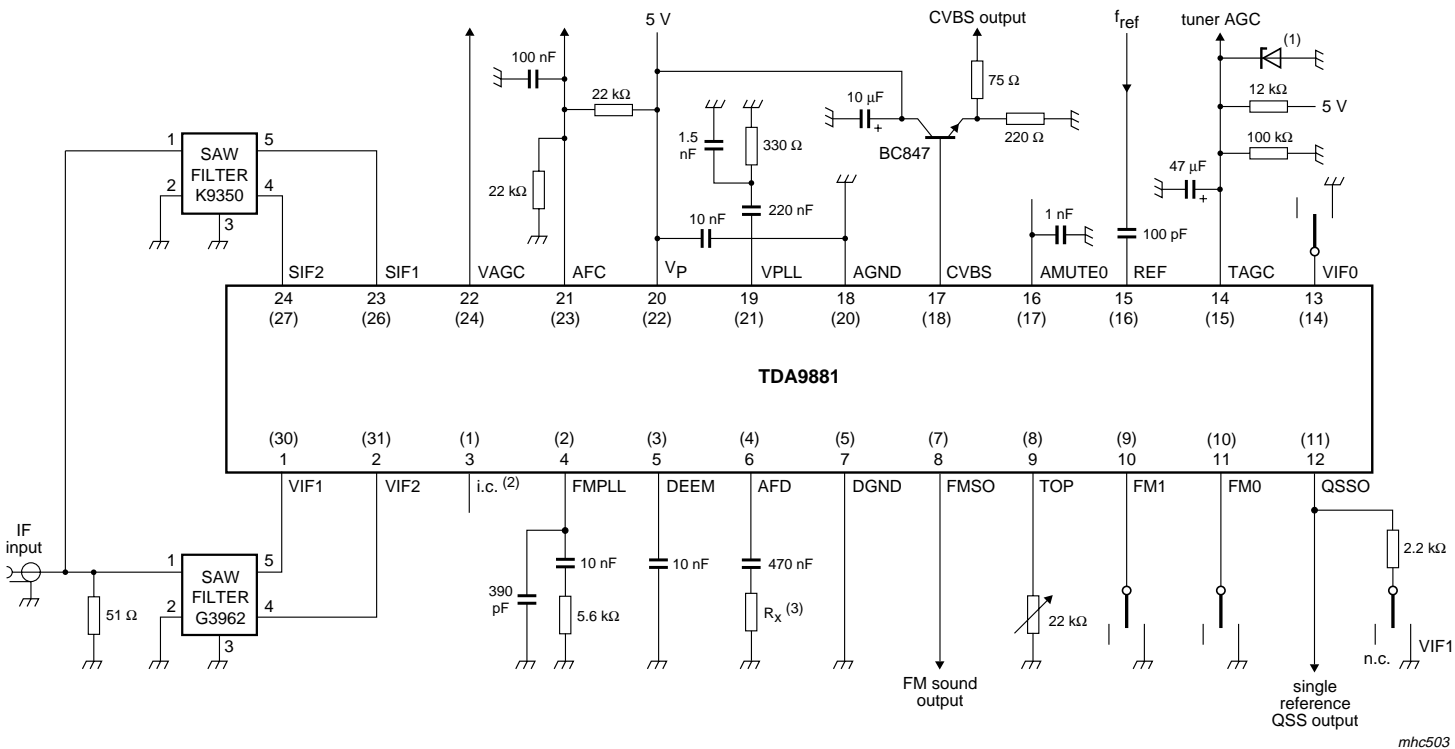 5 V
CVBS output
f ref
tuner AGC
(1)
100 nF
22 kΩ
10 μF
+
75 Ω
12 kΩ
5 V
1
5
SAW
FILTER
K9350
2
4
3
1.5
nF
330 Ω
BC847
220 Ω
100 kΩ
22 kΩ
47 μF
+
10 nF
220 nF
1 nF
100 pF
SIF2
SIF1
VAGC
AFC
VP
VPLL
AGND
CVBS
AMUTE0
REF
TAGC
VIF0
24
23
22
21
20
19
18
17
16
15
14
13
(27)
(26)
(24)
(23)
(22)
(21)
(20)
(18)
(17)
(16)
(15)
(14)
TDA9881
(30)
(31)
(1)
(2)
(3)
(4)
(5)
(7)
(8)
(9)
(10)
(11)
1
2
3
4
5
6
7
8
9
10
11
12
VIF1
VIF2
i.c. (2)
FMPLL
DEEM
AFD
DGND
FMSO
TOP
FM1
FM0
QSSO
IF
input
51 Ω
1
5
SAW
FILTER
G3962
2
4
3
390
pF
10 nF
5.6 kΩ
10 nF
470 nF
Rx (3)
22 kΩ
2.2 kΩ
n.c.
VIF1
FM sound
output
single
reference
QSS output
mhc503